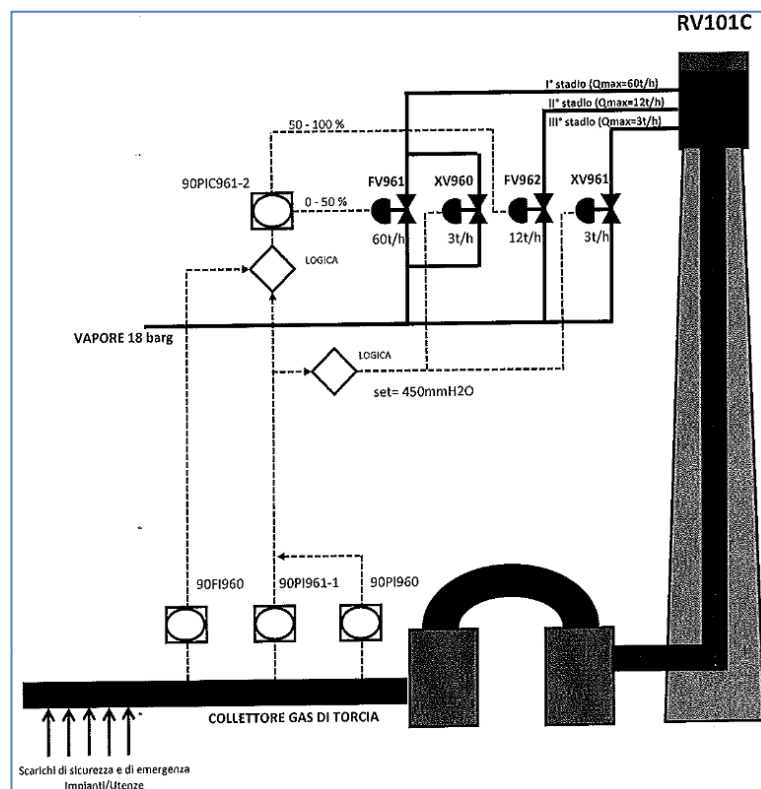 RV101C
I° stadio (Qmax=60t/h)
II° stadio (Qmax=12t/h)
III° stadio (Qmax=3t/h)
50 - 100 %
90PIC961-2
0 - 50 %
FV961
XV960
FV962
XV961
60t/h
3t/h
12t/h
3t/h
LOGICA
VAPORE 18 barg
LOGICA
set= 450mmH2O
90FI960
90PI961-1
90PI960
COLLETTORE GAS DI TORCIA
Scarichi di sicurezza e di emergenza
Impianti/Utenze